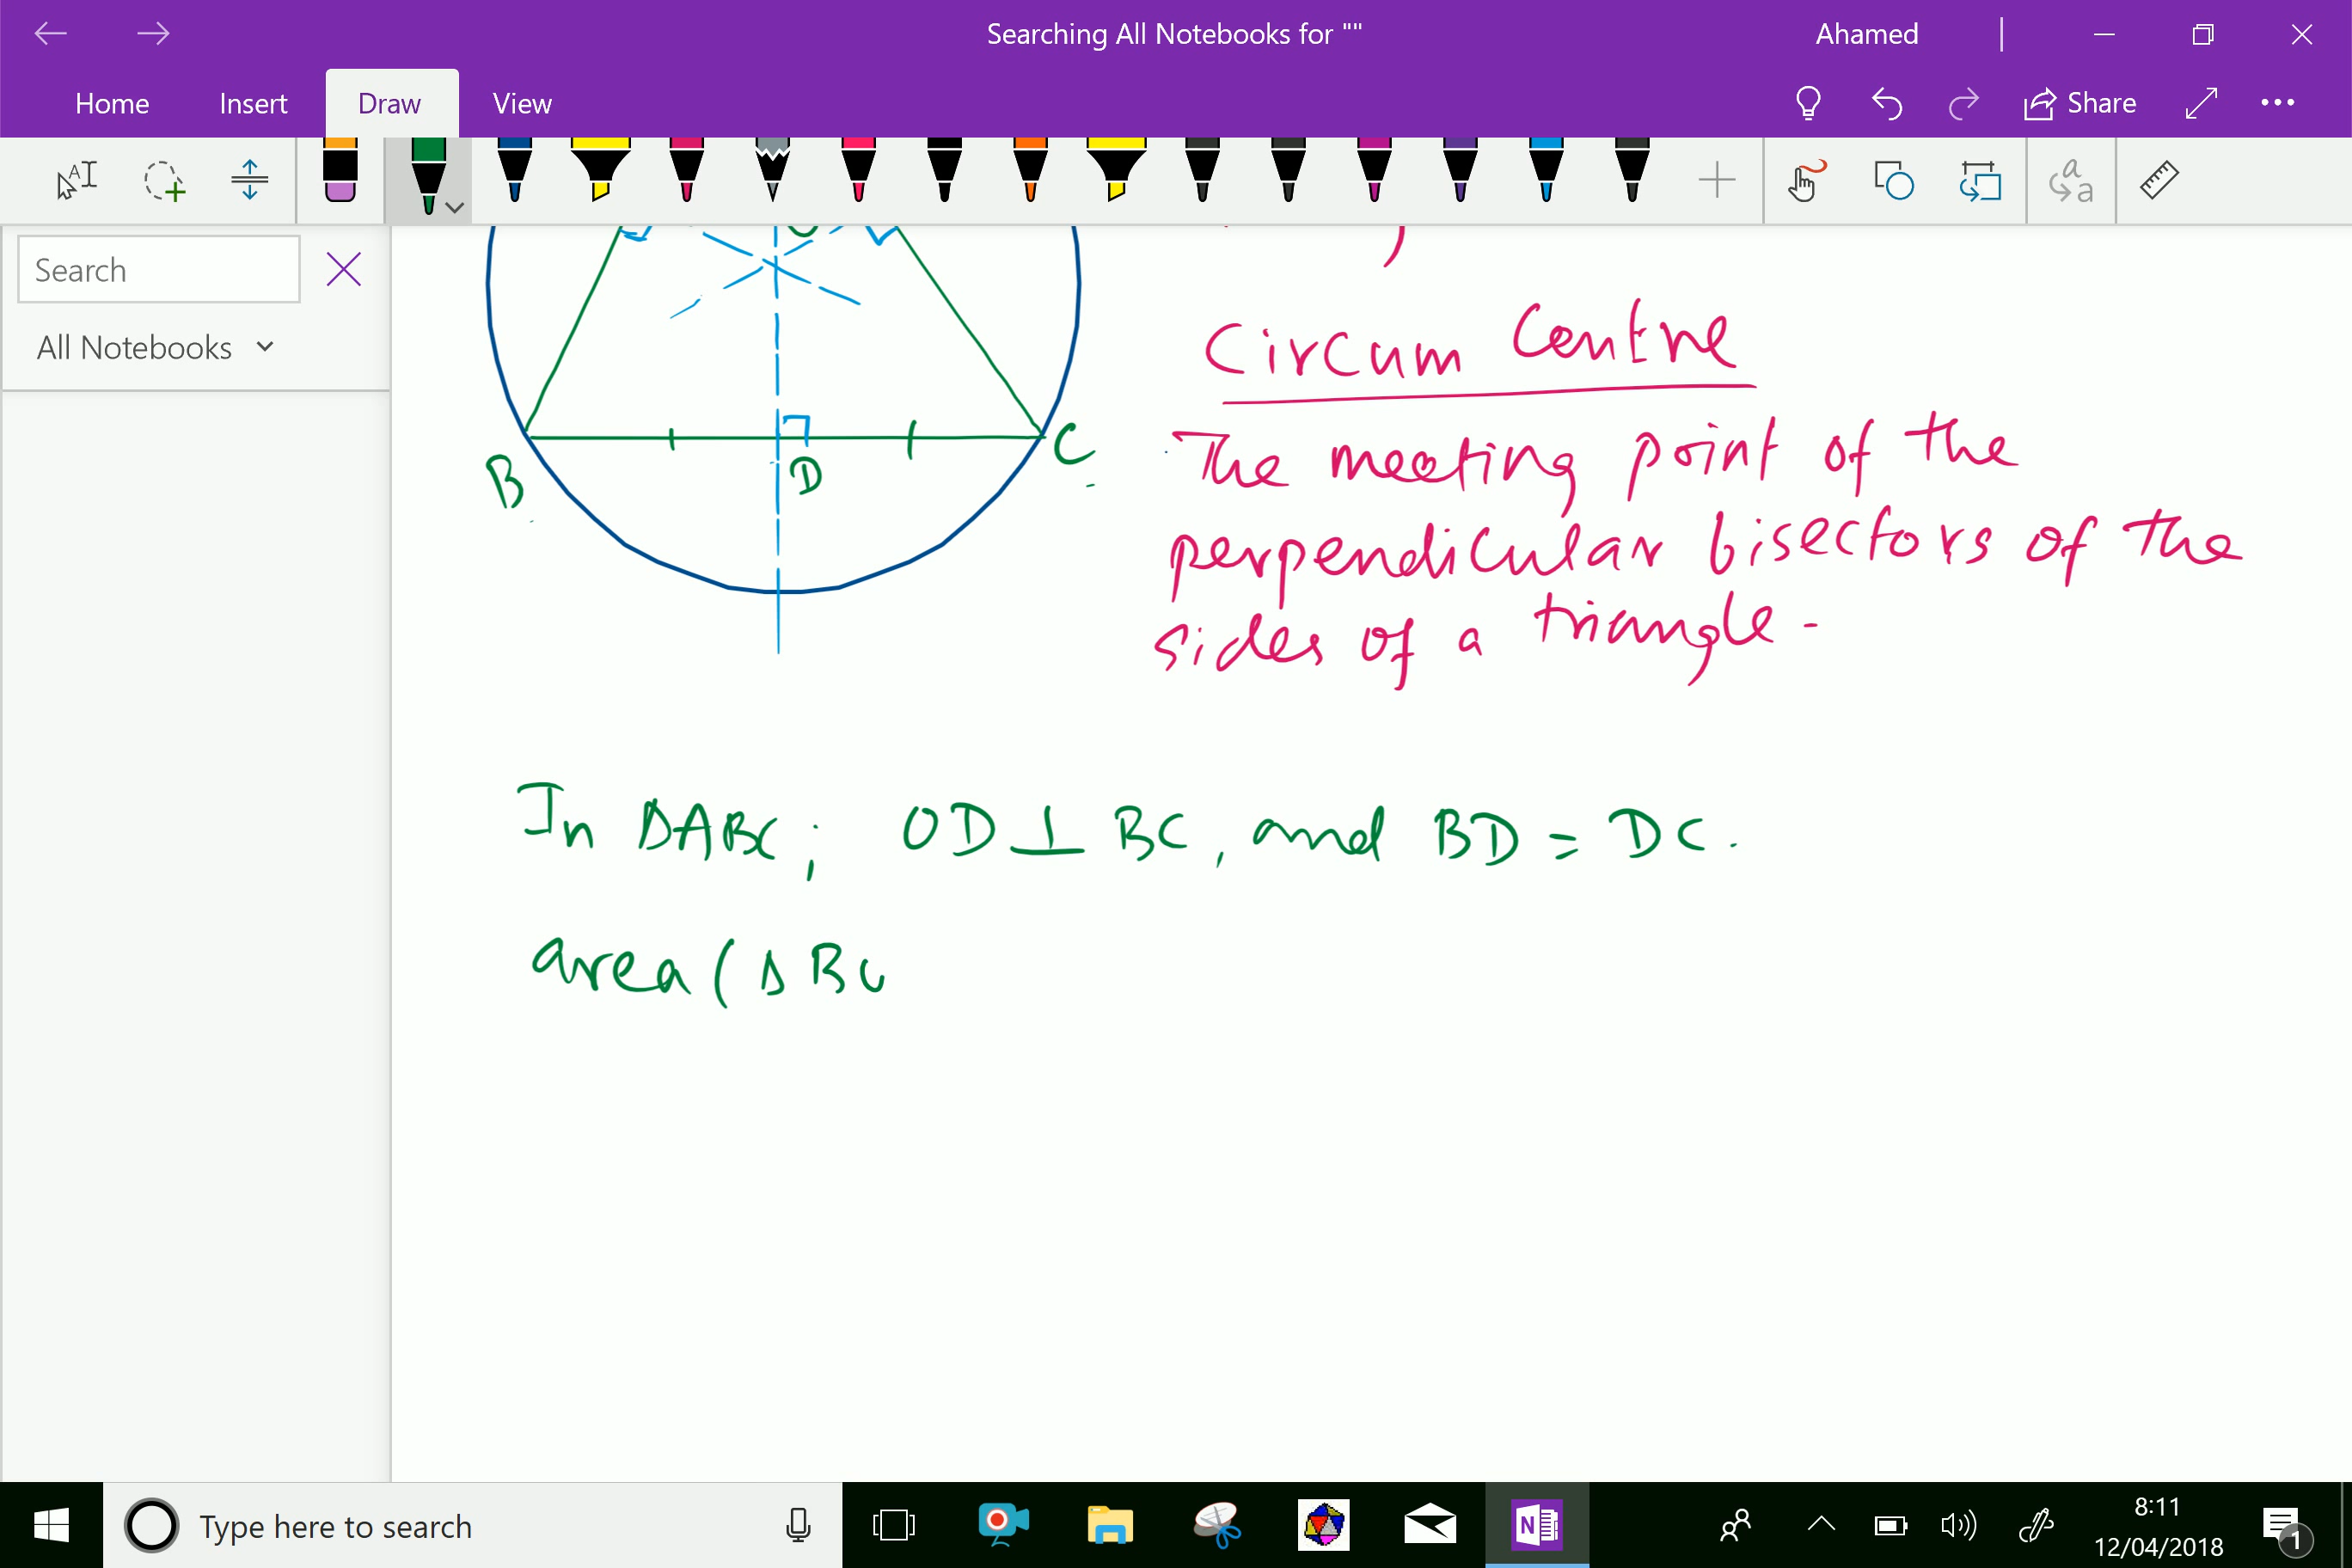 Searching All Notebooks for ""
Ahamed
Home Insert Draw View
Share
Search
All Notebooks
B D C
Circum Centre
The meeting point of the
perpendicular bisectors of the
sides of a triangle.
In ΔABC; OD ⊥ BC, and BD = DC.
area (Δ BC
Type here to search
N
8:11
12/04/2018
1